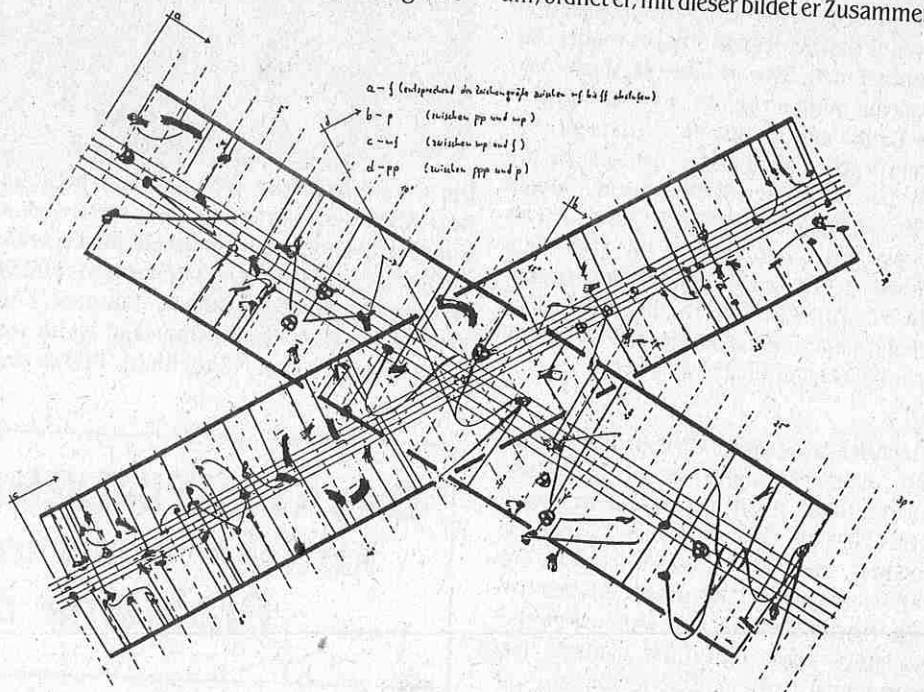 um, ordnet er, mit dieser bildet er Zusamme
a
a – f (entsprechend der Zeichengröße zwischen mf bis ff abstufen)
b – p (zwischen pp und mp)
c – mf (zwischen mp und f)
d – pp (zwischen ppp und p)
b
c